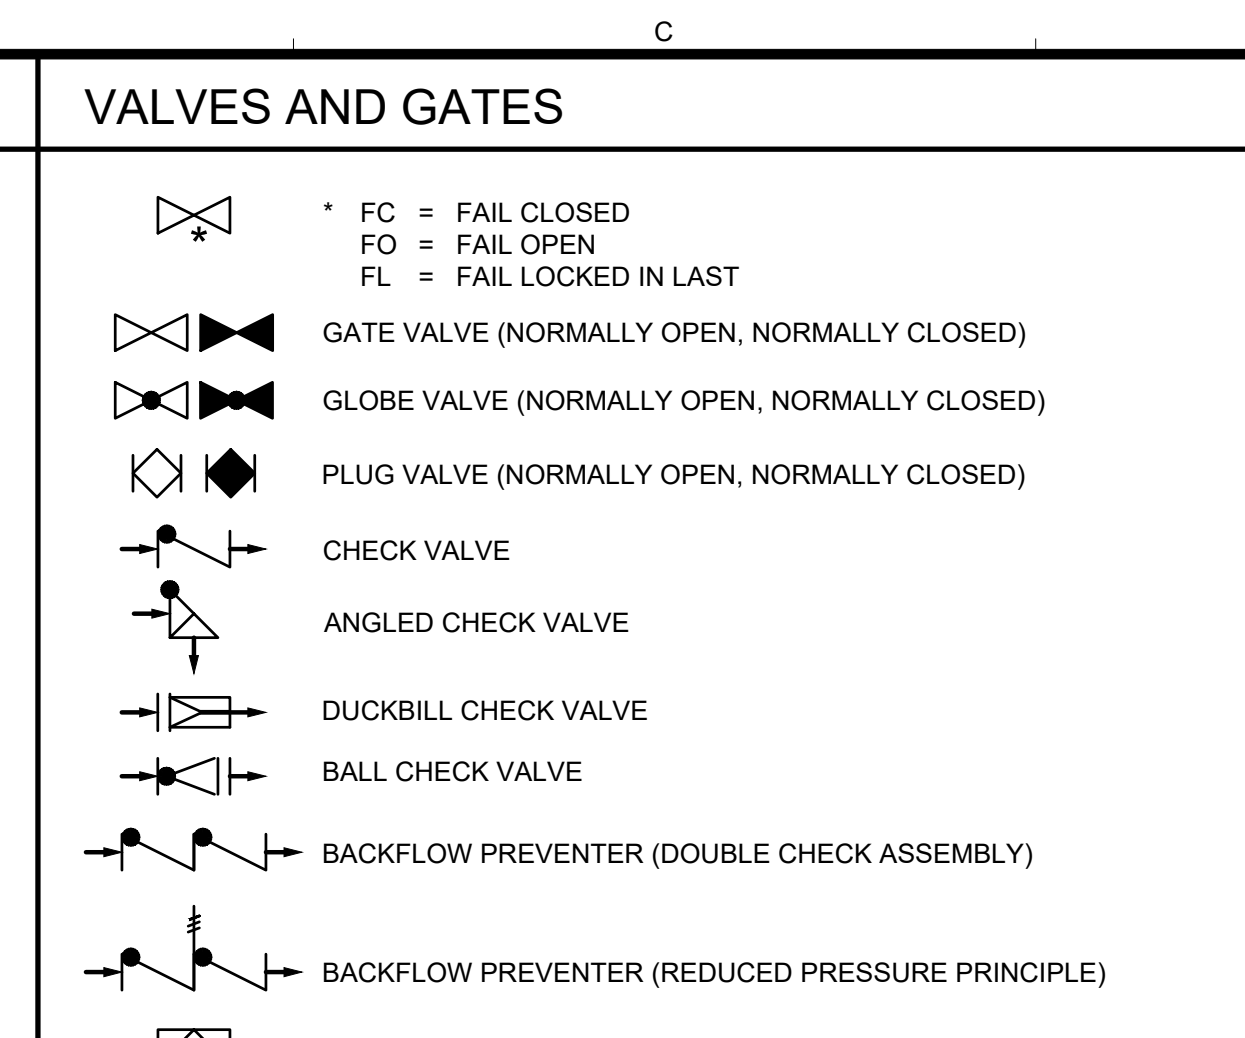 C
VALVES AND GATES
* FC = FAIL CLOSED
FO = FAIL OPEN
FL = FAIL LOCKED IN LAST
*
GATE VALVE (NORMALLY OPEN, NORMALLY CLOSED)
GLOBE VALVE (NORMALLY OPEN, NORMALLY CLOSED)
PLUG VALVE (NORMALLY OPEN, NORMALLY CLOSED)
CHECK VALVE
ANGLED CHECK VALVE
DUCKBILL CHECK VALVE
BALL CHECK VALVE
BACKFLOW PREVENTER (DOUBLE CHECK ASSEMBLY)
BACKFLOW PREVENTER (REDUCED PRESSURE PRINCIPLE)